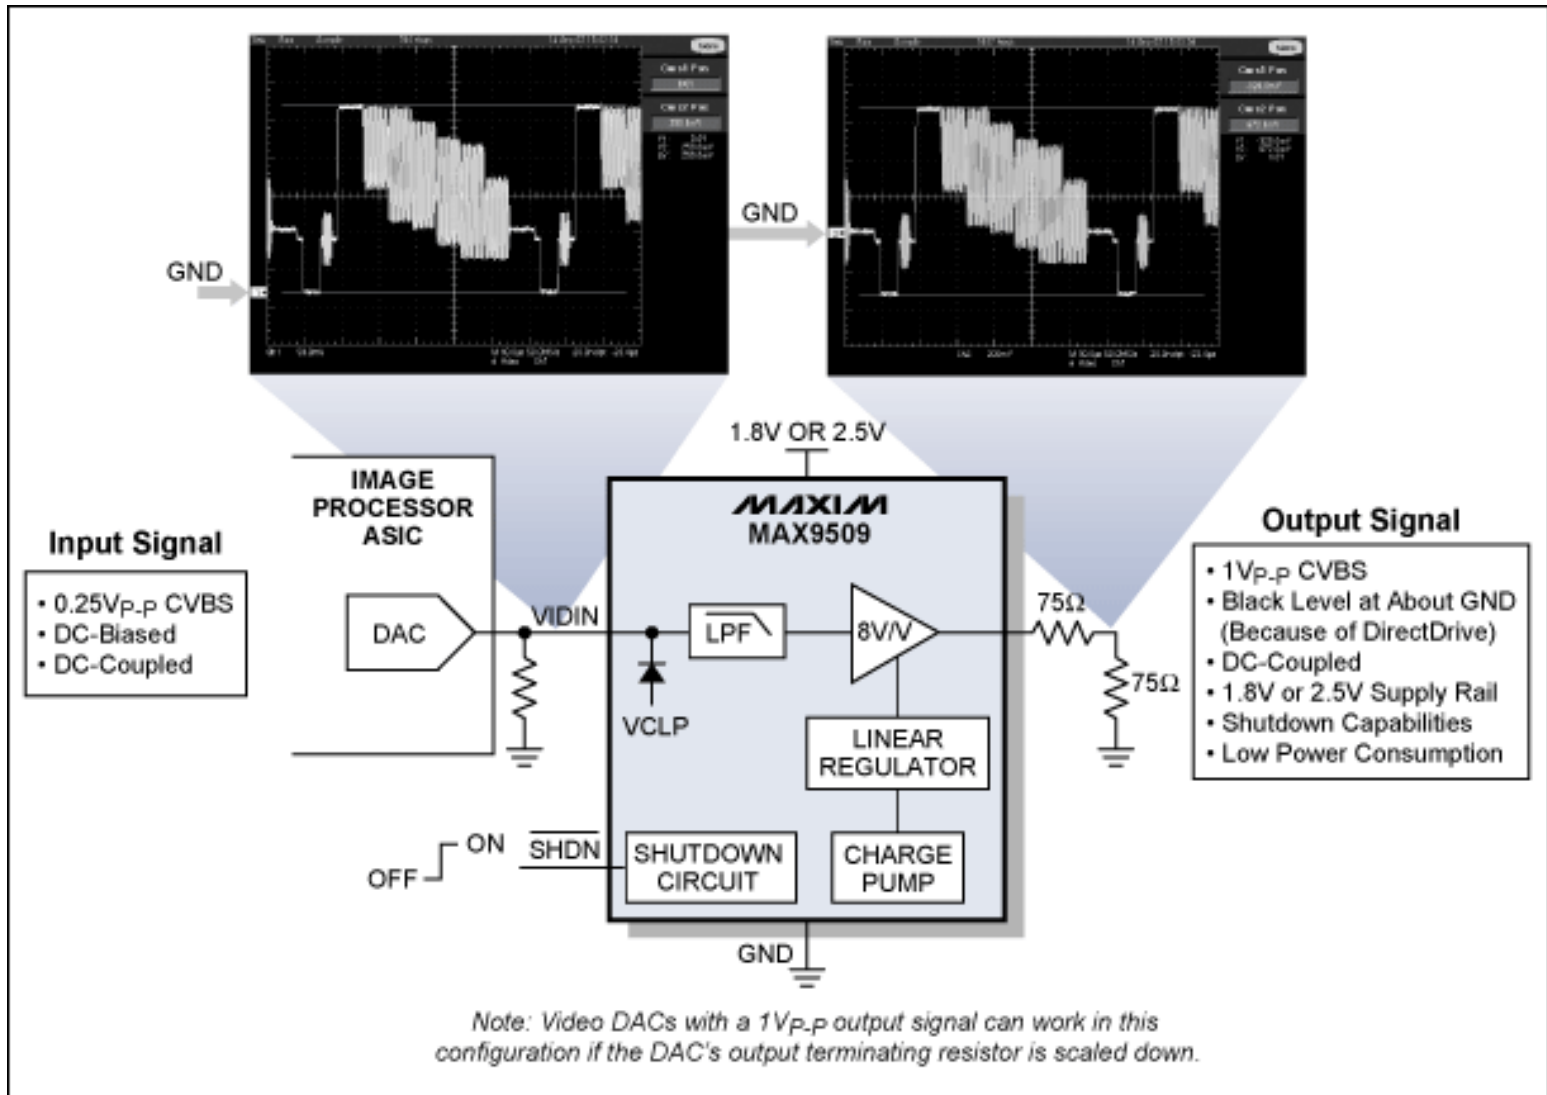 GND
GND
1.8V OR 2.5V
IMAGE
PROCESSOR
ASIC
MAXIM
MAX9509
Input Signal
• 0.25VP-P CVBS
• DC-Biased
• DC-Coupled
DAC
VIDIN
LPF
8V/V
VCLP
LINEAR
REGULATOR
75Ω
75Ω
Output Signal
• 1VP-P CVBS
• Black Level at About GND
(Because of DirectDrive)
• DC-Coupled
• 1.8V or 2.5V Supply Rail
• Shutdown Capabilities
• Low Power Consumption
ON
OFF
SHDN
SHUTDOWN
CIRCUIT
CHARGE
PUMP
GND
Note: Video DACs with a 1VP-P output signal can work in this
configuration if the DAC's output terminating resistor is scaled down.